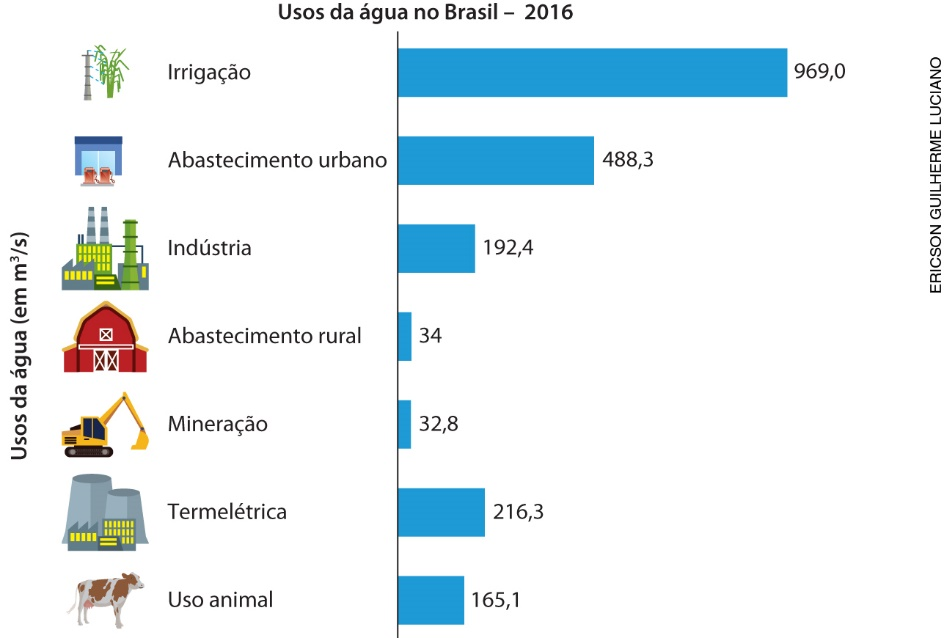 Usos da água no Brasil – 2016
Usos da água (em m³/s)
Irrigação 969,0
Abastecimento urbano 488,3
Indústria 192,4
Abastecimento rural 34
Mineração 32,8
Termelétrica 216,3
Uso animal 165,1
ERICSON GUILHERME LUCIANO